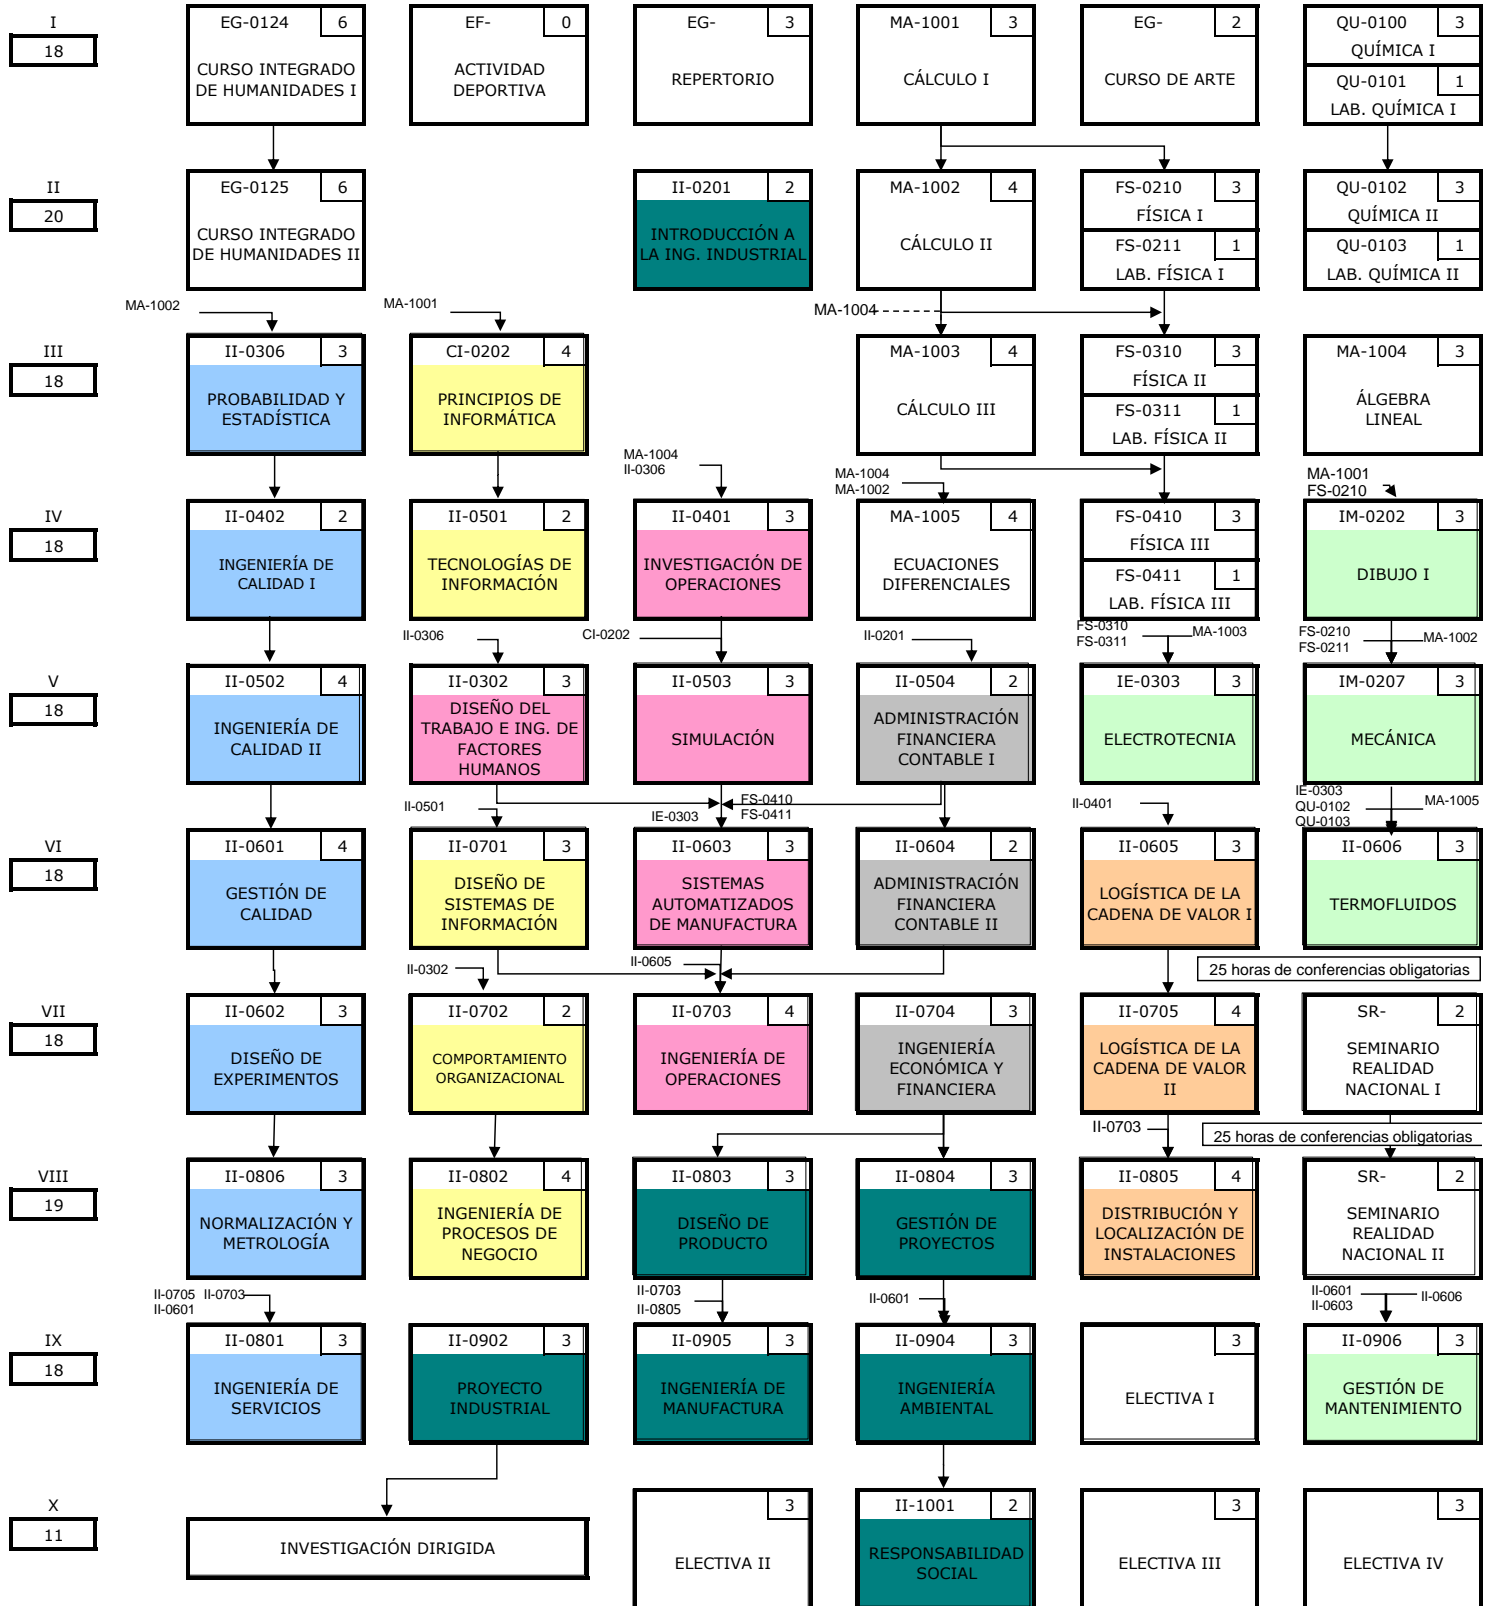 I
18
EG-0124 6
CURSO INTEGRADO
DE HUMANIDADES I
EF- 0
ACTIVIDAD
DEPORTIVA
EG- 3
REPERTORIO
MA-1001 3
CÁLCULO I
EG- 2
CURSO DE ARTE
QU-0100 3
QUÍMICA I
QU-0101 1
LAB. QUÍMICA I
II
20
EG-0125 6
CURSO INTEGRADO
DE HUMANIDADES II
II-0201 2
INTRODUCCIÓN A
LA ING. INDUSTRIAL
MA-1002 4
CÁLCULO II
FS-0210 3
FÍSICA I
FS-0211 1
LAB. FÍSICA I
QU-0102 3
QUÍMICA II
QU-0103 1
LAB. QUÍMICA II
MA-1002
MA-1001
MA-1004
III
18
II-0306 3
PROBABILIDAD Y
ESTADÍSTICA
CI-0202 4
PRINCIPIOS DE
INFORMÁTICA
MA-1003 4
CÁLCULO III
FS-0310 3
FÍSICA II
FS-0311 1
LAB. FÍSICA II
MA-1004 3
ÁLGEBRA
LINEAL
MA-1004
II-0306
MA-1004
MA-1002
MA-1001
FS-0210
IV
18
II-0402 2
INGENIERÍA DE
CALIDAD I
II-0501 2
TECNOLOGÍAS DE
INFORMACIÓN
II-0401 3
INVESTIGACIÓN DE
OPERACIONES
MA-1005 4
ECUACIONES
DIFERENCIALES
FS-0410 3
FÍSICA III
FS-0411 1
LAB. FÍSICA III
IM-0202 3
DIBUJO I
II-0306
CI-0202
II-0201
FS-0310
FS-0311
MA-1003
FS-0210
FS-0211
MA-1002
V
18
II-0502 4
INGENIERÍA DE
CALIDAD II
II-0302 3
DISEÑO DEL
TRABAJO E ING. DE
FACTORES
HUMANOS
II-0503 3
SIMULACIÓN
II-0504 2
ADMINISTRACIÓN
FINANCIERA
CONTABLE I
IE-0303 3
ELECTROTECNIA
IM-0207 3
MECÁNICA
II-0501
IE-0303
FS-0410
FS-0411
II-0401
IE-0303
QU-0102
QU-0103
MA-1005
VI
18
II-0601 4
GESTIÓN DE
CALIDAD
II-0701 3
DISEÑO DE
SISTEMAS DE
INFORMACIÓN
II-0603 3
SISTEMAS
AUTOMATIZADOS
DE MANUFACTURA
II-0604 2
ADMINISTRACIÓN
FINANCIERA
CONTABLE II
II-0605 3
LOGÍSTICA DE LA
CADENA DE VALOR I
II-0606 3
TERMOFLUIDOS
II-0302
II-0605
25 horas de conferencias obligatorias
VII
18
II-0602 3
DISEÑO DE
EXPERIMENTOS
II-0702 2
COMPORTAMIENTO
ORGANIZACIONAL
II-0703 4
INGENIERÍA DE
OPERACIONES
II-0704 3
INGENIERÍA
ECONÓMICA Y
FINANCIERA
II-0705 4
LOGÍSTICA DE LA
CADENA DE VALOR
II
SR- 2
SEMINARIO
REALIDAD
NACIONAL I
II-0703
25 horas de conferencias obligatorias
VIII
19
II-0806 3
NORMALIZACIÓN Y
METROLOGÍA
II-0802 4
INGENIERÍA DE
PROCESOS DE
NEGOCIO
II-0803 3
DISEÑO DE
PRODUCTO
II-0804 3
GESTIÓN DE
PROYECTOS
II-0805 4
DISTRIBUCIÓN Y
LOCALIZACIÓN DE
INSTALACIONES
SR- 2
SEMINARIO
REALIDAD
NACIONAL II
II-0705 II-0703
II-0601
II-0703
II-0805
II-0601
II-0601
II-0603
II-0606
IX
18
II-0801 3
INGENIERÍA DE
SERVICIOS
II-0902 3
PROYECTO
INDUSTRIAL
II-0905 3
INGENIERÍA DE
MANUFACTURA
II-0904 3
INGENIERÍA
AMBIENTAL
3
ELECTIVA I
II-0906 3
GESTIÓN DE
MANTENIMIENTO
X
11
INVESTIGACIÓN DIRIGIDA
3
ELECTIVA II
II-1001 2
RESPONSABILIDAD
SOCIAL
3
ELECTIVA III
3
ELECTIVA IV